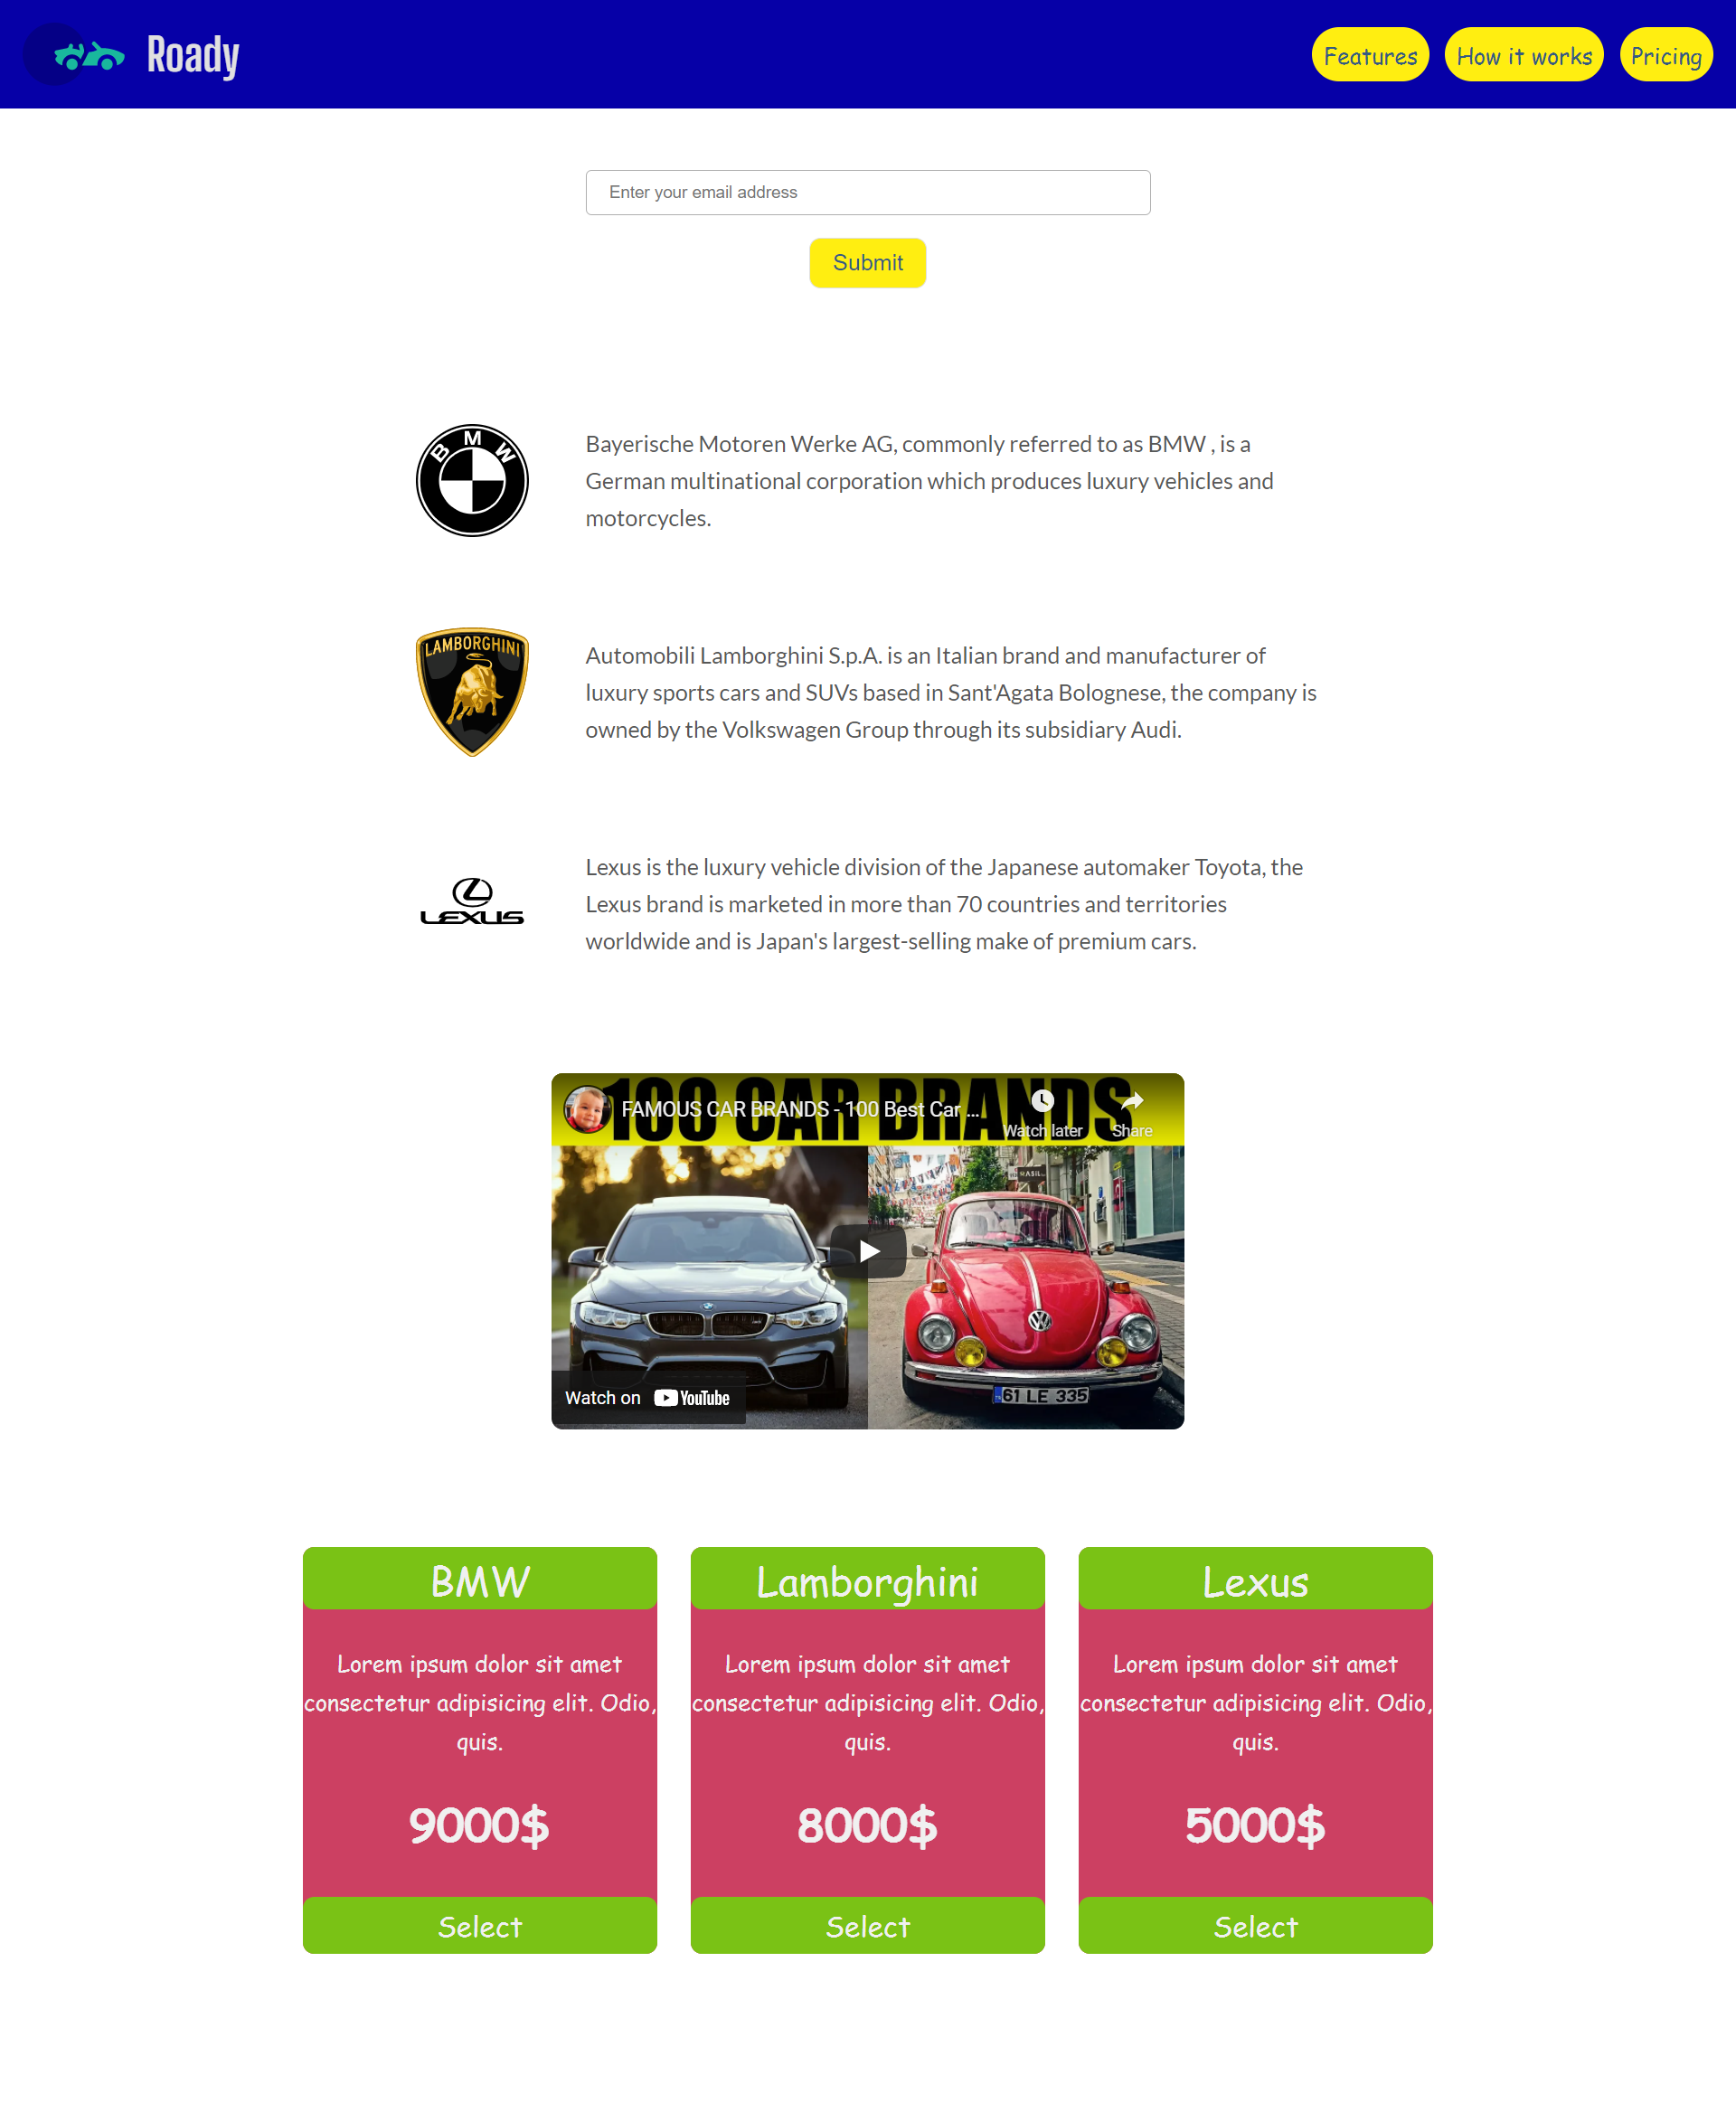 Roady
Features
How it works
Pricing
Enter your email address
Submit
BMW
Bayerische Motoren Werke AG, commonly referred to as BMW , is a
German multinational corporation which produces luxury vehicles and
motorcycles.
LAMBORGHINI
Automobili Lamborghini S.p.A. is an Italian brand and manufacturer of
luxury sports cars and SUVs based in Sant'Agata Bolognese, the company is
owned by the Volkswagen Group through its subsidiary Audi.
LEXUS
Lexus is the luxury vehicle division of the Japanese automaker Toyota, the
Lexus brand is marketed in more than 70 countries and territories
worldwide and is Japan's largest-selling make of premium cars.
100 CAR BRANDS
FAMOUS CAR BRANDS - 100 Best Car ...
Watch later
Share
ASIL
61 LE 335
Watch on YouTube
BMW
Lorem ipsum dolor sit amet
consectetur adipisicing elit. Odio,
quis.
9000$
Select
Lamborghini
Lorem ipsum dolor sit amet
consectetur adipisicing elit. Odio,
quis.
8000$
Select
Lexus
Lorem ipsum dolor sit amet
consectetur adipisicing elit. Odio,
quis.
5000$
Select